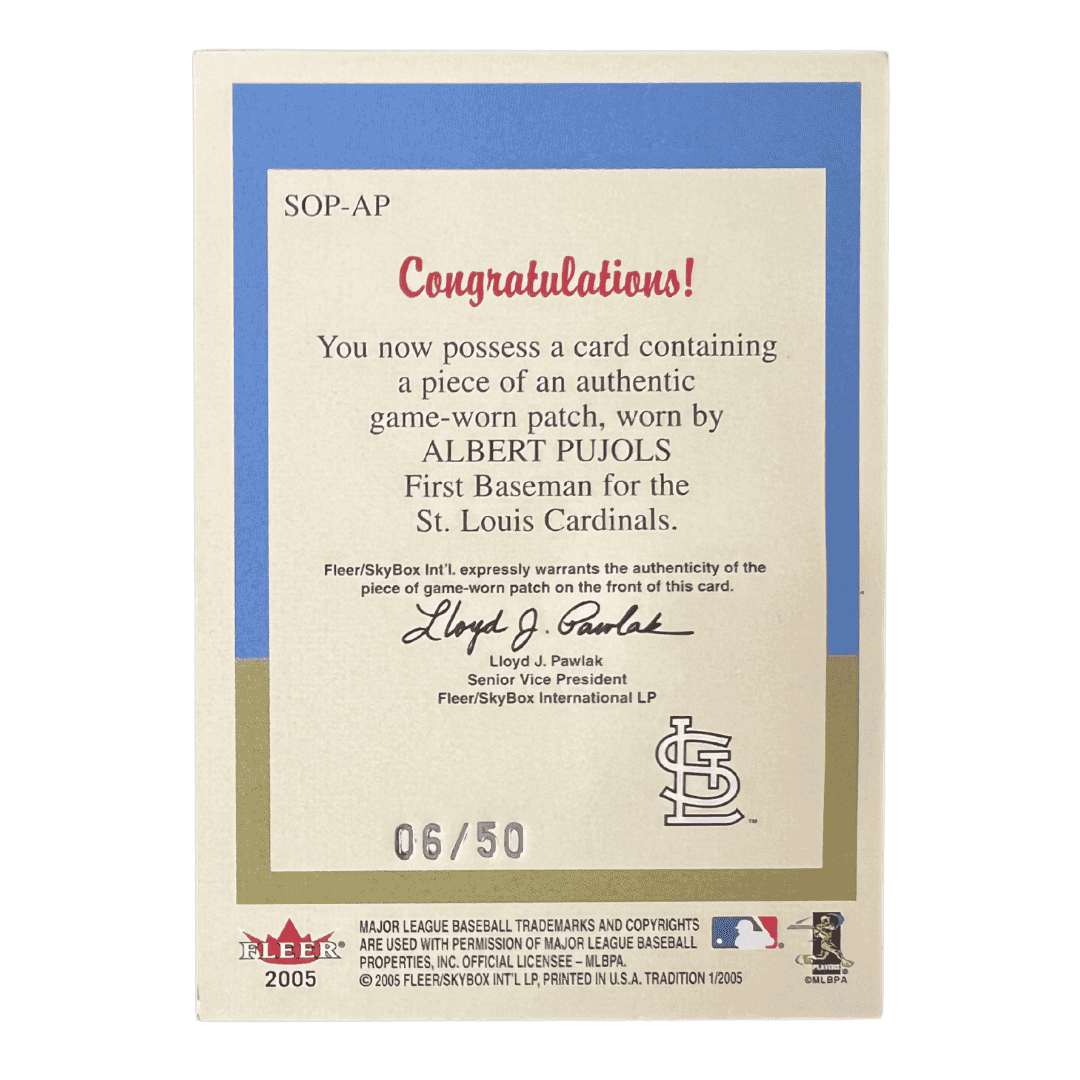 SOP-AP
Congratulations!
You now possess a card containing
a piece of an authentic
game-worn patch, worn by
ALBERT PUJOLS
First Baseman for the
St. Louis Cardinals.
Fleer/SkyBox Int'l. expressly warrants the authenticity of the
piece of game-worn patch on the front of this card.
Lloyd J. Pawlak
Lloyd J. Pawlak
Senior Vice President
Fleer/SkyBox International LP
STL™
06/50
FLEER®
2005
MAJOR LEAGUE BASEBALL TRADEMARKS AND COPYRIGHTS
ARE USED WITH PERMISSION OF MAJOR LEAGUE BASEBALL
PROPERTIES, INC. OFFICIAL LICENSEE – MLBPA.
© 2005 FLEER/SKYBOX INT'L LP, PRINTED IN U.S.A. TRADITION 1/2005
PLAYERS®
©MLBPA